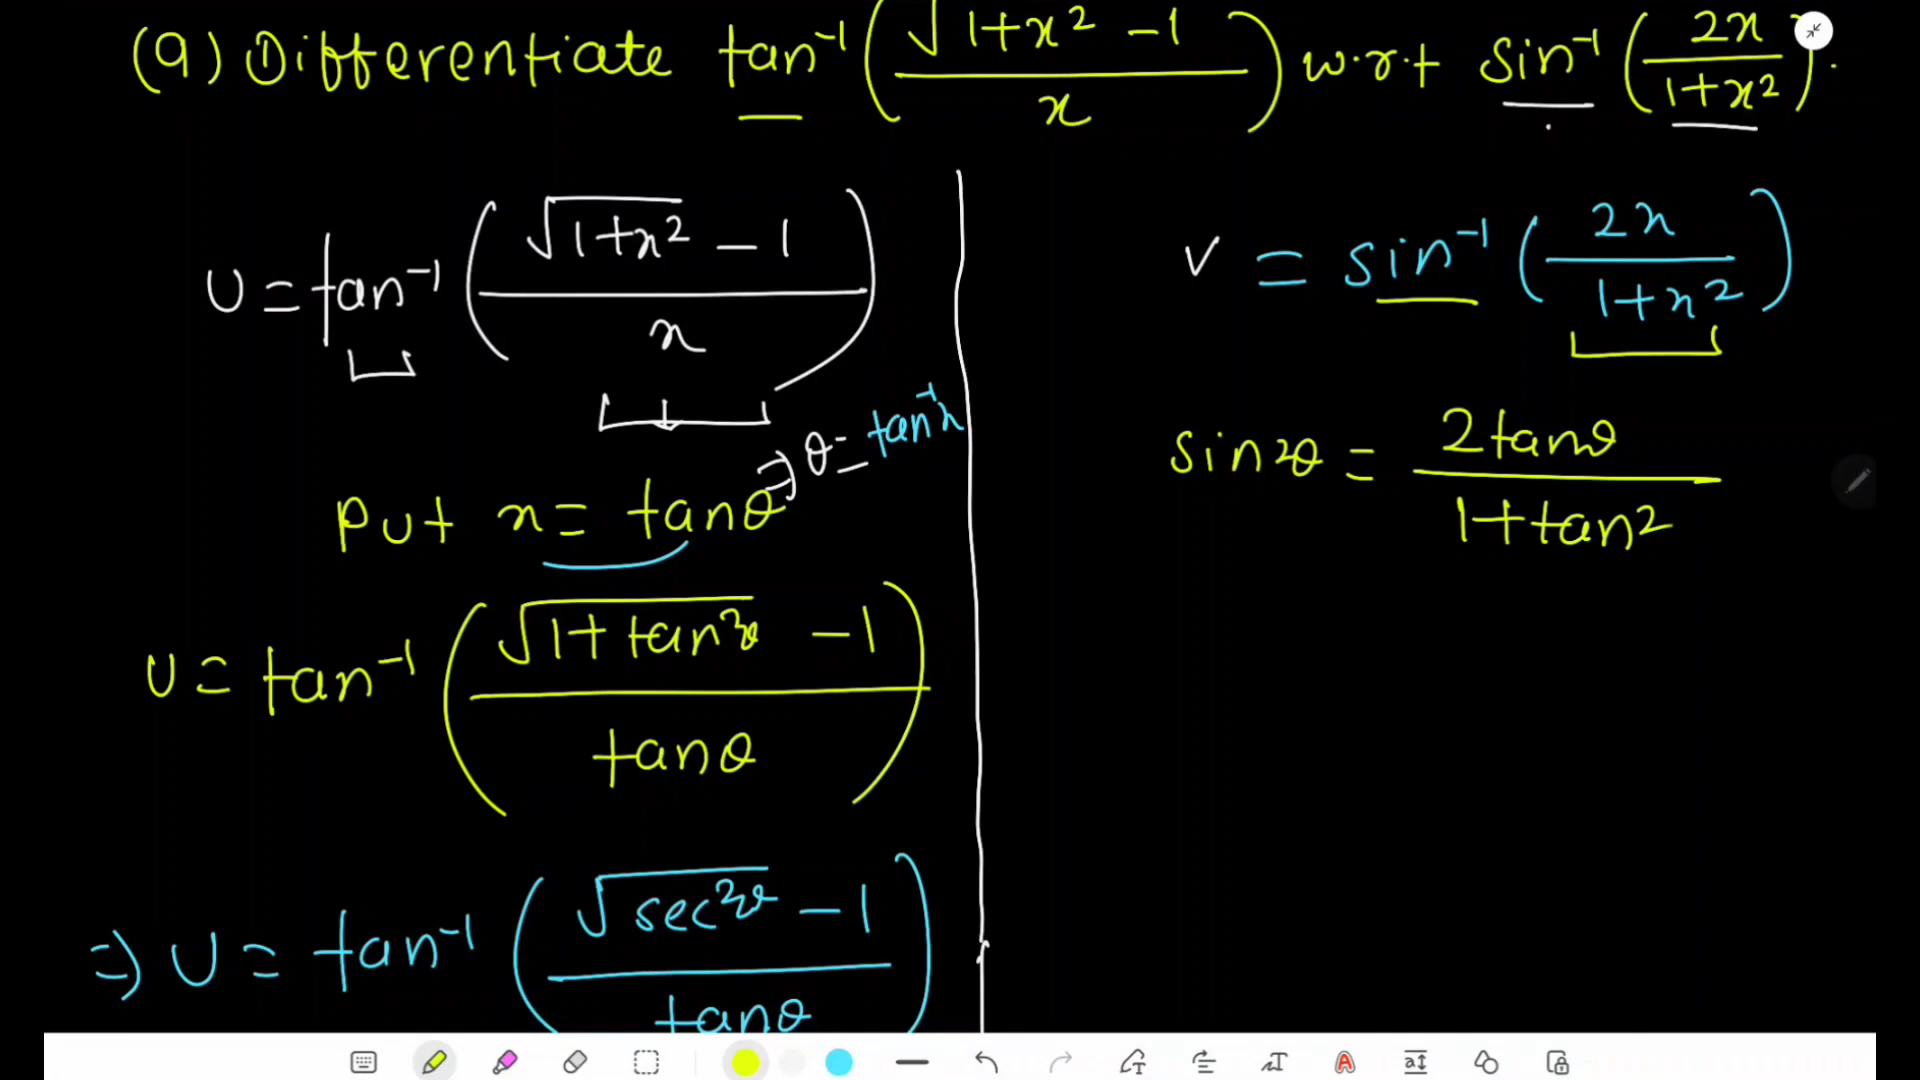 (9) Differentiate tan⁻¹(√1+x² -1 / x) w.r.t sin⁻¹(2x / 1+x²).
U = tan⁻¹(√1+x² - 1 / x)
Put x = tanθ ⇒ θ = tan⁻¹x
U = tan⁻¹(√1+tan²θ - 1 / tanθ)
⇒ U = tan⁻¹(√sec²θ - 1 / tanθ)
V = sin⁻¹(2x / 1+x²)
sin2θ = 2tanθ / 1+tan²